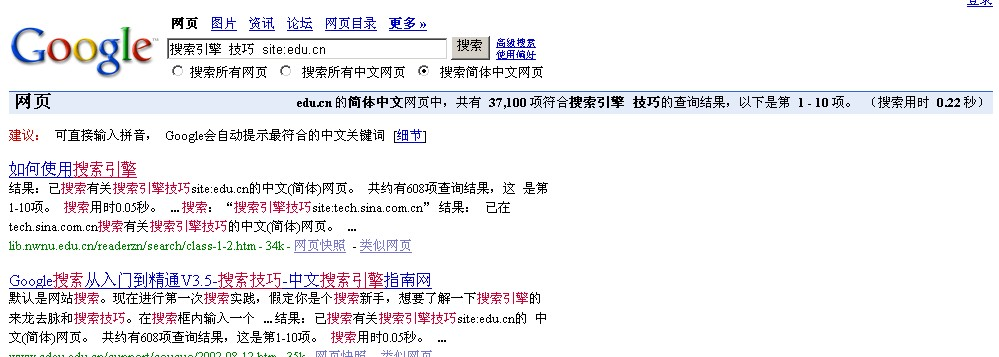 登录
网页 图片 资讯 论坛 网页目录 更多 »
Google™
搜索引擎 技巧 site:edu.cn 搜索 高级搜索
使用偏好
搜索所有网页 搜索所有中文网页 搜索简体中文网页
网页 edu.cn 的简体中文网页中，共有 37,100 项符合搜索引擎 技巧的查询结果，以下是第 1 - 10 项。 （搜索用时 0.22 秒）
建议： 可直接输入拼音， Google会自动提示最符合的中文关键词 [细节]
如何使用搜索引擎
结果：已搜索有关搜索引擎技巧site:edu.cn的中文(简体)网页。 共约有608项查询结果，这 是第
1-10项。 搜索用时0.05秒。 ... 搜索：“搜索引擎技巧site:tech.sina.com.cn” 结果： 已在
tech.sina.com.cn搜索有关搜索引擎技巧的中文(简体)网页。 ...
lib.nwnu.edu.cn/readerzn/search/class-1-2.htm - 34k - 网页快照 - 类似网页
Google搜索从入门到精通V3.5-搜索技巧-中文搜索引擎指南网
默认是网站搜索。现在进行第一次搜索实践，假定你是个搜索新手，想要了解一下搜索引擎的
来龙去脉和搜索技巧。在搜索框内输入一个 ... 结果：已搜索有关搜索引擎技巧site:edu.cn的 中
文(简体)网页。 共约有608项查询结果，这是第1-10项。 搜索用时0.05秒。 ...
35k - 网页快照 - 类似网页